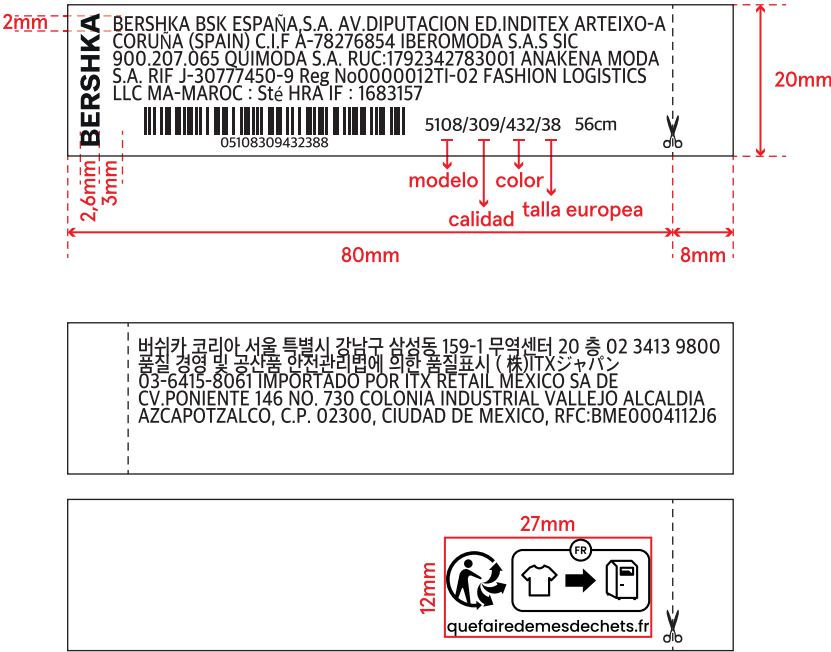 2mm
BERSHKA
BERSHKA BSK ESPAÑA,S.A. AV.DIPUTACION ED.INDITEX ARTEIXO-A
CORUÑA (SPAIN) C.I.F A-78276854 IBEROMODA S.A.S SIC
900.207.065 QUIMODA S.A. RUC:1792342783001 ANAKENA MODA
S.A. RIF J-30777450-9 Reg No0000012TI-02 FASHION LOGISTICS
LLC MA-MAROC : Sté HRA IF : 1683157
05108309432388
5108/309/432/38 56cm
20mm
2,6mm
3mm
modelo
color
calidad
talla europea
80mm
8mm
버쉬카 코리아 서울 특별시 강남구 삼성동 159-1 무역센터 20 층 02 3413 9800
품질 경영 및 공산품 안전관리법에 의한 품질표시 ( 株)ITXジャパン
03-6415-8061 IMPORTADO POR ITX RETAIL MEXICO SA DE
CV.PONIENTE 146 NO. 730 COLONIA INDUSTRIAL VALLEJO ALCALDIA
AZCAPOTZALCO, C.P. 02300, CIUDAD DE MEXICO, RFC:BME0004112J6
27mm
12mm
FR
quefairedemesdechets.fr